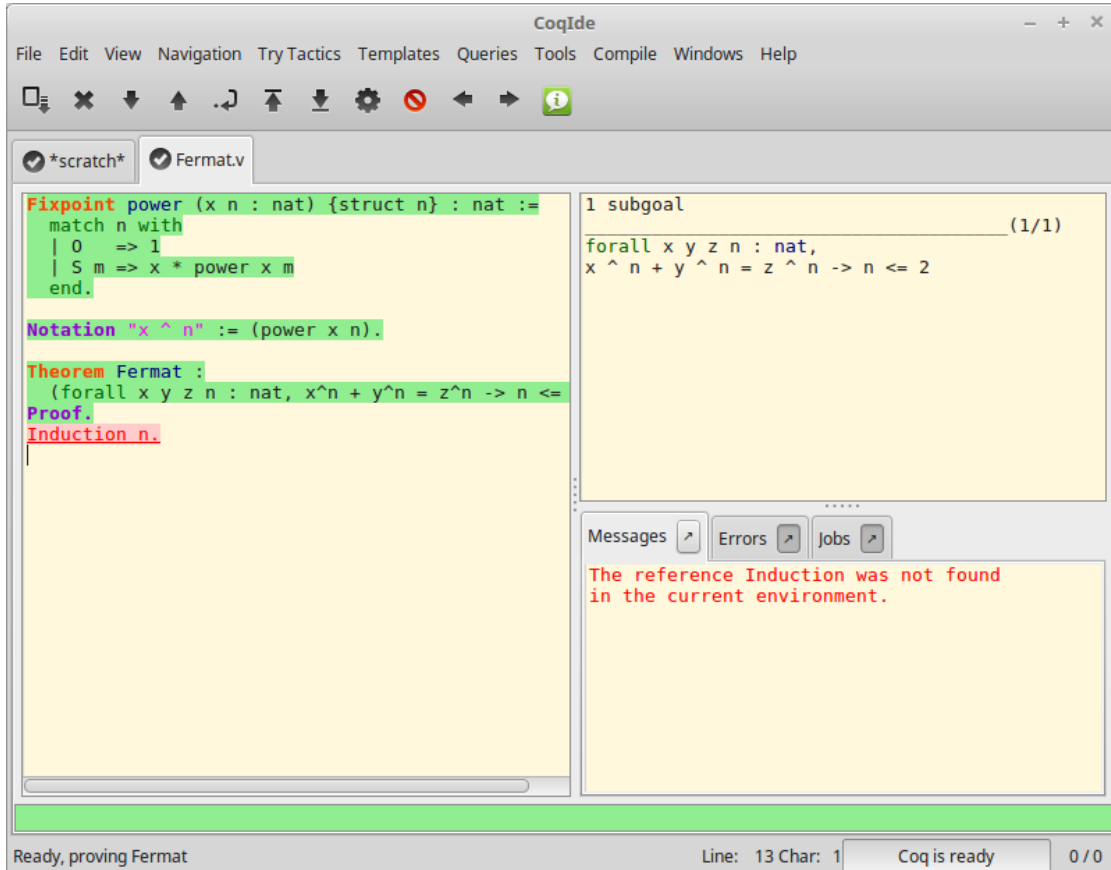 CoqIde
File Edit View Navigation Try Tactics Templates Queries Tools Compile Windows Help
*scratch* Fermat.v
Fixpoint power (x n : nat) {struct n} : nat :=
  match n with
  | O   => 1
  | S m => x * power x m
  end.
Notation "x ^ n" := (power x n).
Theorem Fermat :
  (forall x y z n : nat, x^n + y^n = z^n -> n <=
Proof.
Induction n.
1 subgoal
______________________________________(1/1)
forall x y z n : nat,
x ^ n + y ^ n = z ^ n -> n <= 2
Messages Errors Jobs
The reference Induction was not found
in the current environment.
Ready, proving Fermat Line: 13 Char: 1 Coq is ready 0 / 0